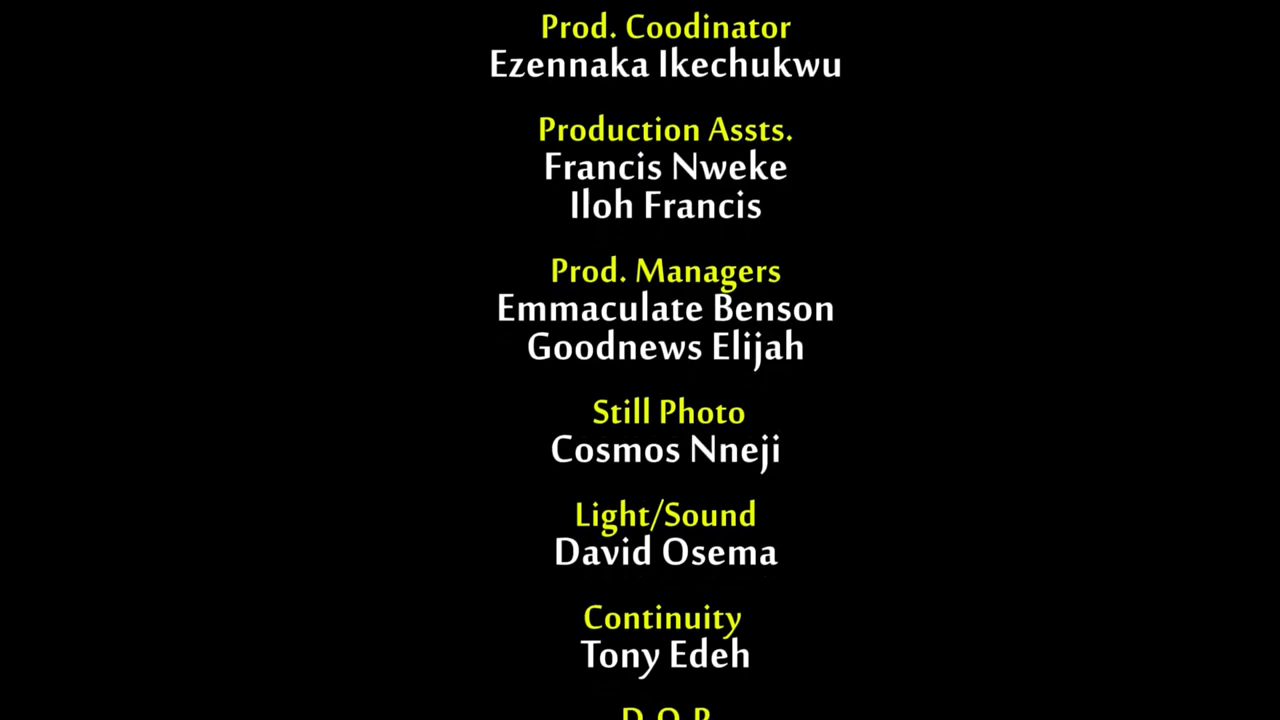 Prod. Coodinator
Ezennaka Ikechukwu
Production Assts.
Francis Nweke
Iloh Francis
Prod. Managers
Emmaculate Benson
Goodnews Elijah
Still Photo
Cosmos Nneji
Light/Sound
David Osema
Continuity
Tony Edeh